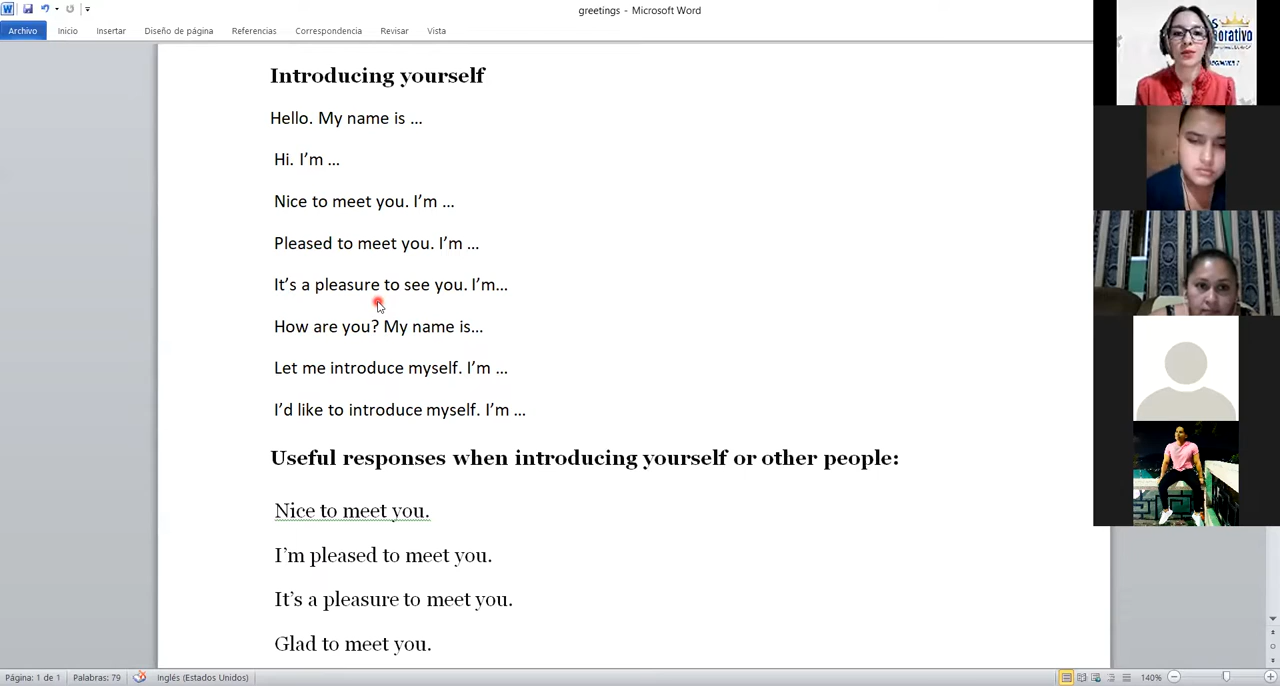 greetings - Microsoft Word
Archivo Inicio Insertar Diseño de página Referencias Correspondencia Revisar Vista
Introducing yourself
Hello. My name is ...
Hi. I'm ...
Nice to meet you. I'm ...
Pleased to meet you. I'm ...
It's a pleasure to see you. I'm...
How are you? My name is...
Let me introduce myself. I'm ...
I'd like to introduce myself. I'm ...
Useful responses when introducing yourself or other people:
Nice to meet you.
I'm pleased to meet you.
It's a pleasure to meet you.
Glad to meet you.
Página: 1 de 1 Palabras: 79 Inglés (Estados Unidos) 140%